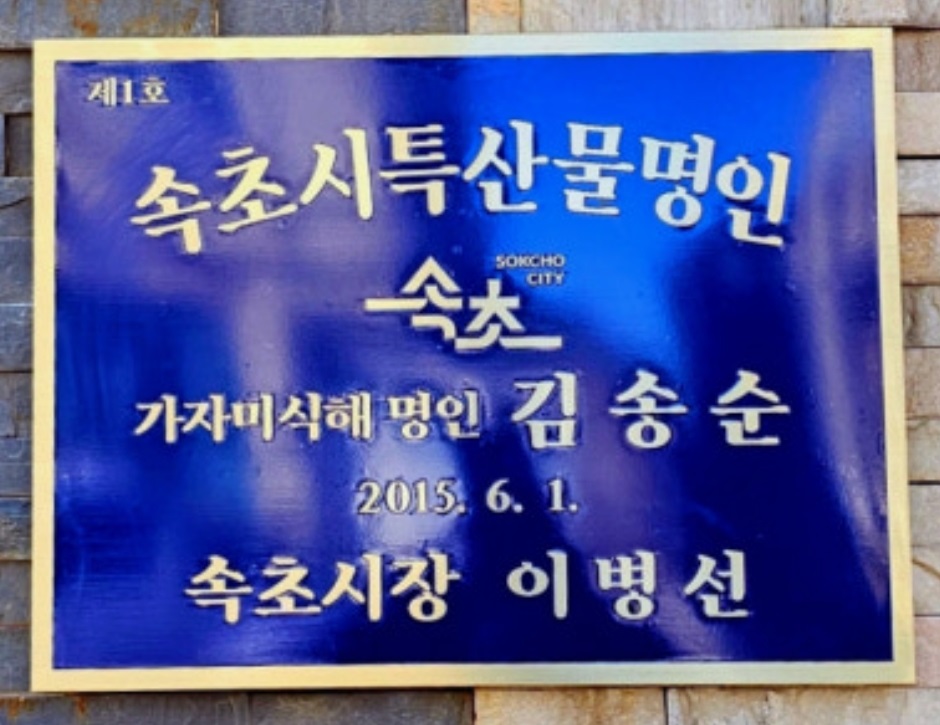 제1호
속초시특산물명인
SOKCHO
CITY
속초
가자미식해 명인 김송순
2015. 6. 1.
속초시장 이병선